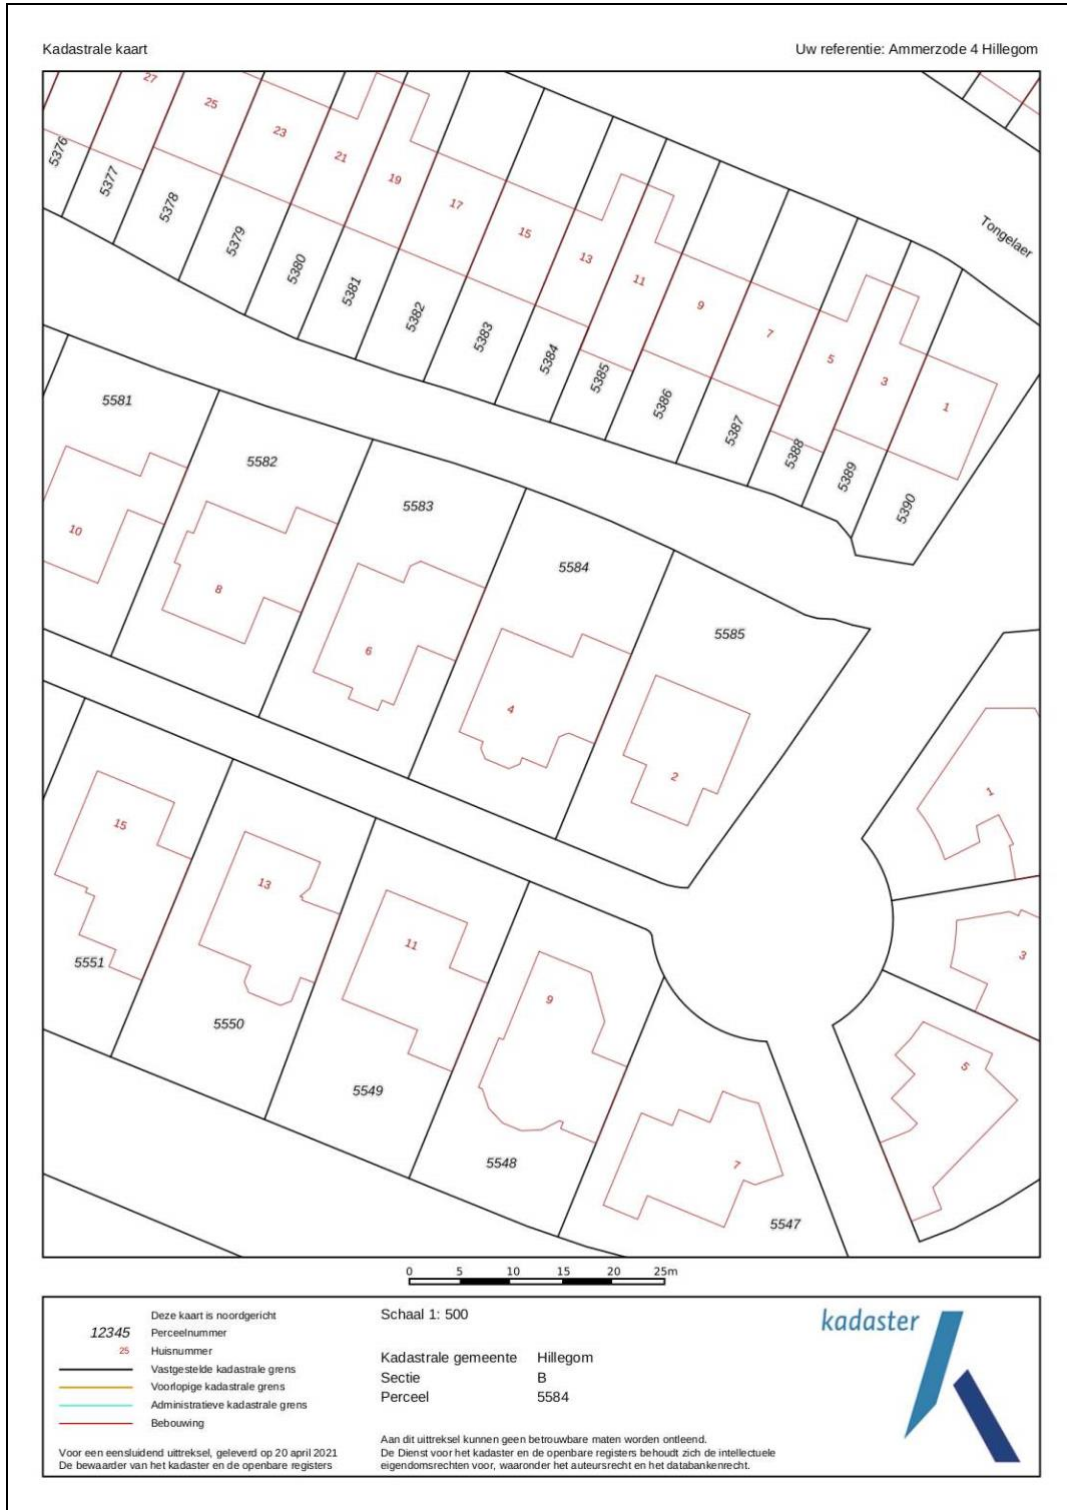 Kadastrale kaart
Uw referentie: Ammerzode 4 Hillegom
27
25
23
21
19
17
15
13
11
9
7
5
3
1
Tongelaer
5376
5377
5378
5379
5380
5381
5382
5383
5384
5385
5386
5387
5388
5389
5390
5581
5582
5583
5584
5585
10
8
6
4
2
15
13
11
9
7
1
3
5
5551
5550
5549
5548
5547
0 5 10 15 20 25m
Deze kaart is noordgericht
12345 Perceelnummer
25 Huisnummer
Vastgestelde kadastrale grens
Voorlopige kadastrale grens
Administratieve kadastrale grens
Bebouwing
Voor een eensluidend uittreksel, geleverd op 20 april 2021
De bewaarder van het kadaster en de openbare registers
Schaal 1: 500
Kadastrale gemeente Hillegom
Sectie B
Perceel 5584
Aan dit uittreksel kunnen geen betrouwbare maten worden ontleend.
De Dienst voor het kadaster en de openbare registers behoudt zich de intellectuele
eigendomsrechten voor, waaronder het auteursrecht en het databankenrecht.
kadaster